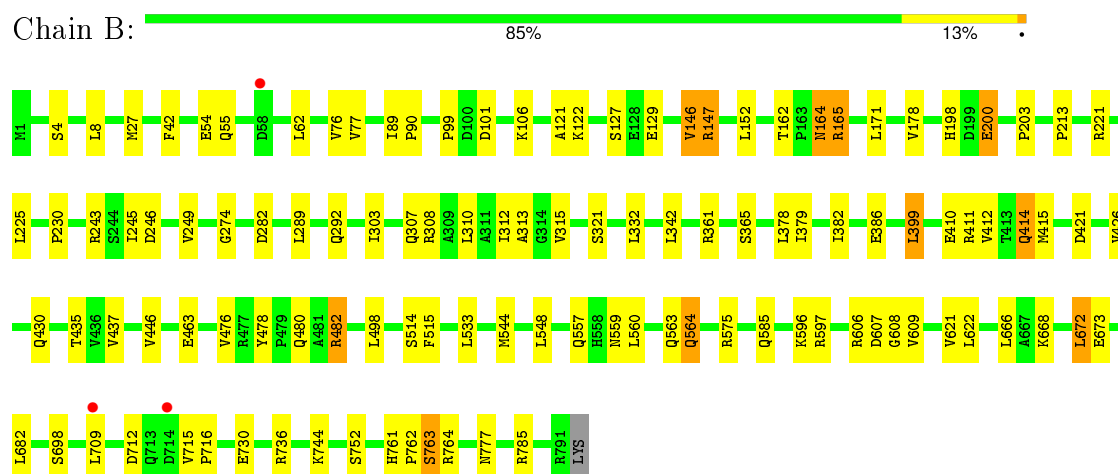 Chain B:
85% 13% •
M1 S4 L8 M27 F42 E54 Q55 D58 L62 V76 V77 I89 P90 P99 D100 D101 K106 A121 K122 S127 E128 E129 V146 R147 L152 T162 D163 N164 R165 L171 V178 H198 D199 E200 P203 P213 R221
L225 P230 R243 S244 I245 D246 V249 G274 D282 L289 Q292 I303 Q307 R308 A309 L310 A311 I312 A313 G314 V315 S321 L332 L342 R361 S365 L378 I379 I382 E386 L399 E410 R411 V412 T413 Q414 M415 D421 V426
Q430 T435 V436 V437 V446 E463 V476 R477 Y478 P479 Q480 A481 R482 L498 S514 F515 L533 M544 L548 Q557 H558 N559 L560 Q563 Q564 R575 Q585 K596 R597 R606 D607 G608 V609 V621 L622 L666 A667 K668 L672 E673
L682 S698 L709 D712 Q713 D714 V715 P716 E730 R736 K744 S752 H761 P762 S763 R764 N777 R785 R791 LYS